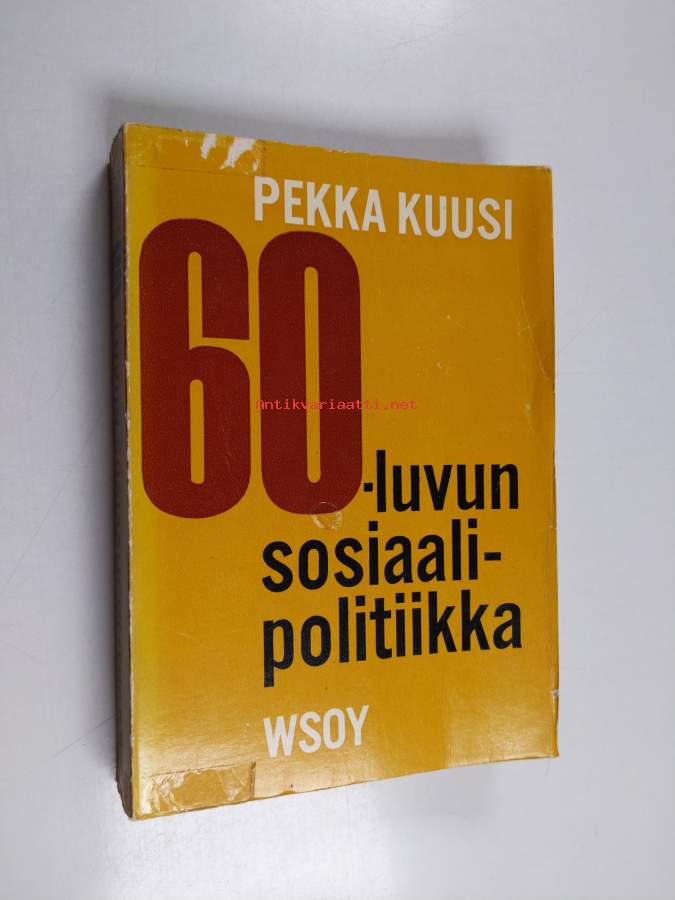 PEKKA KUUSI
60
Antikvariaatti.net
-luvun
sosiaali-
politiikka
WSOY